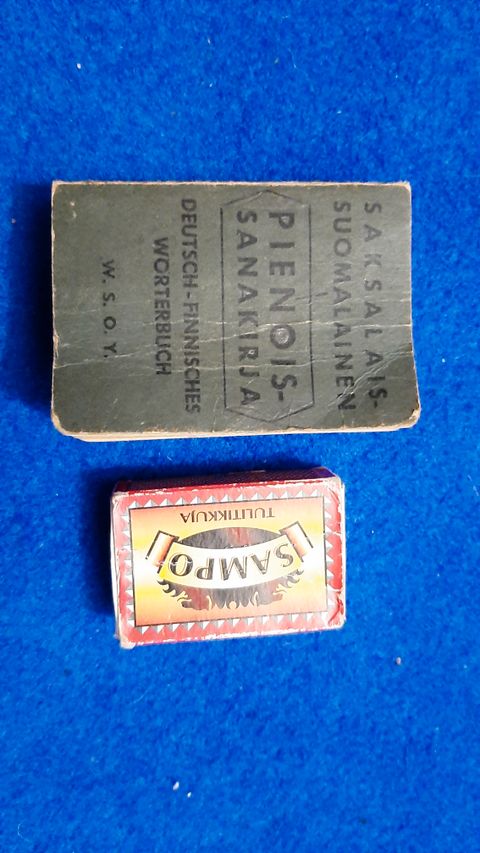 SAKSALAIS-
SUOMALAINEN
PIENOIS-
SANAKIRJA
DEUTSCH-FINNISCHES
WÖRTERBUCH
W. S. O. Y.
SAMPO
TULITIKKUJA